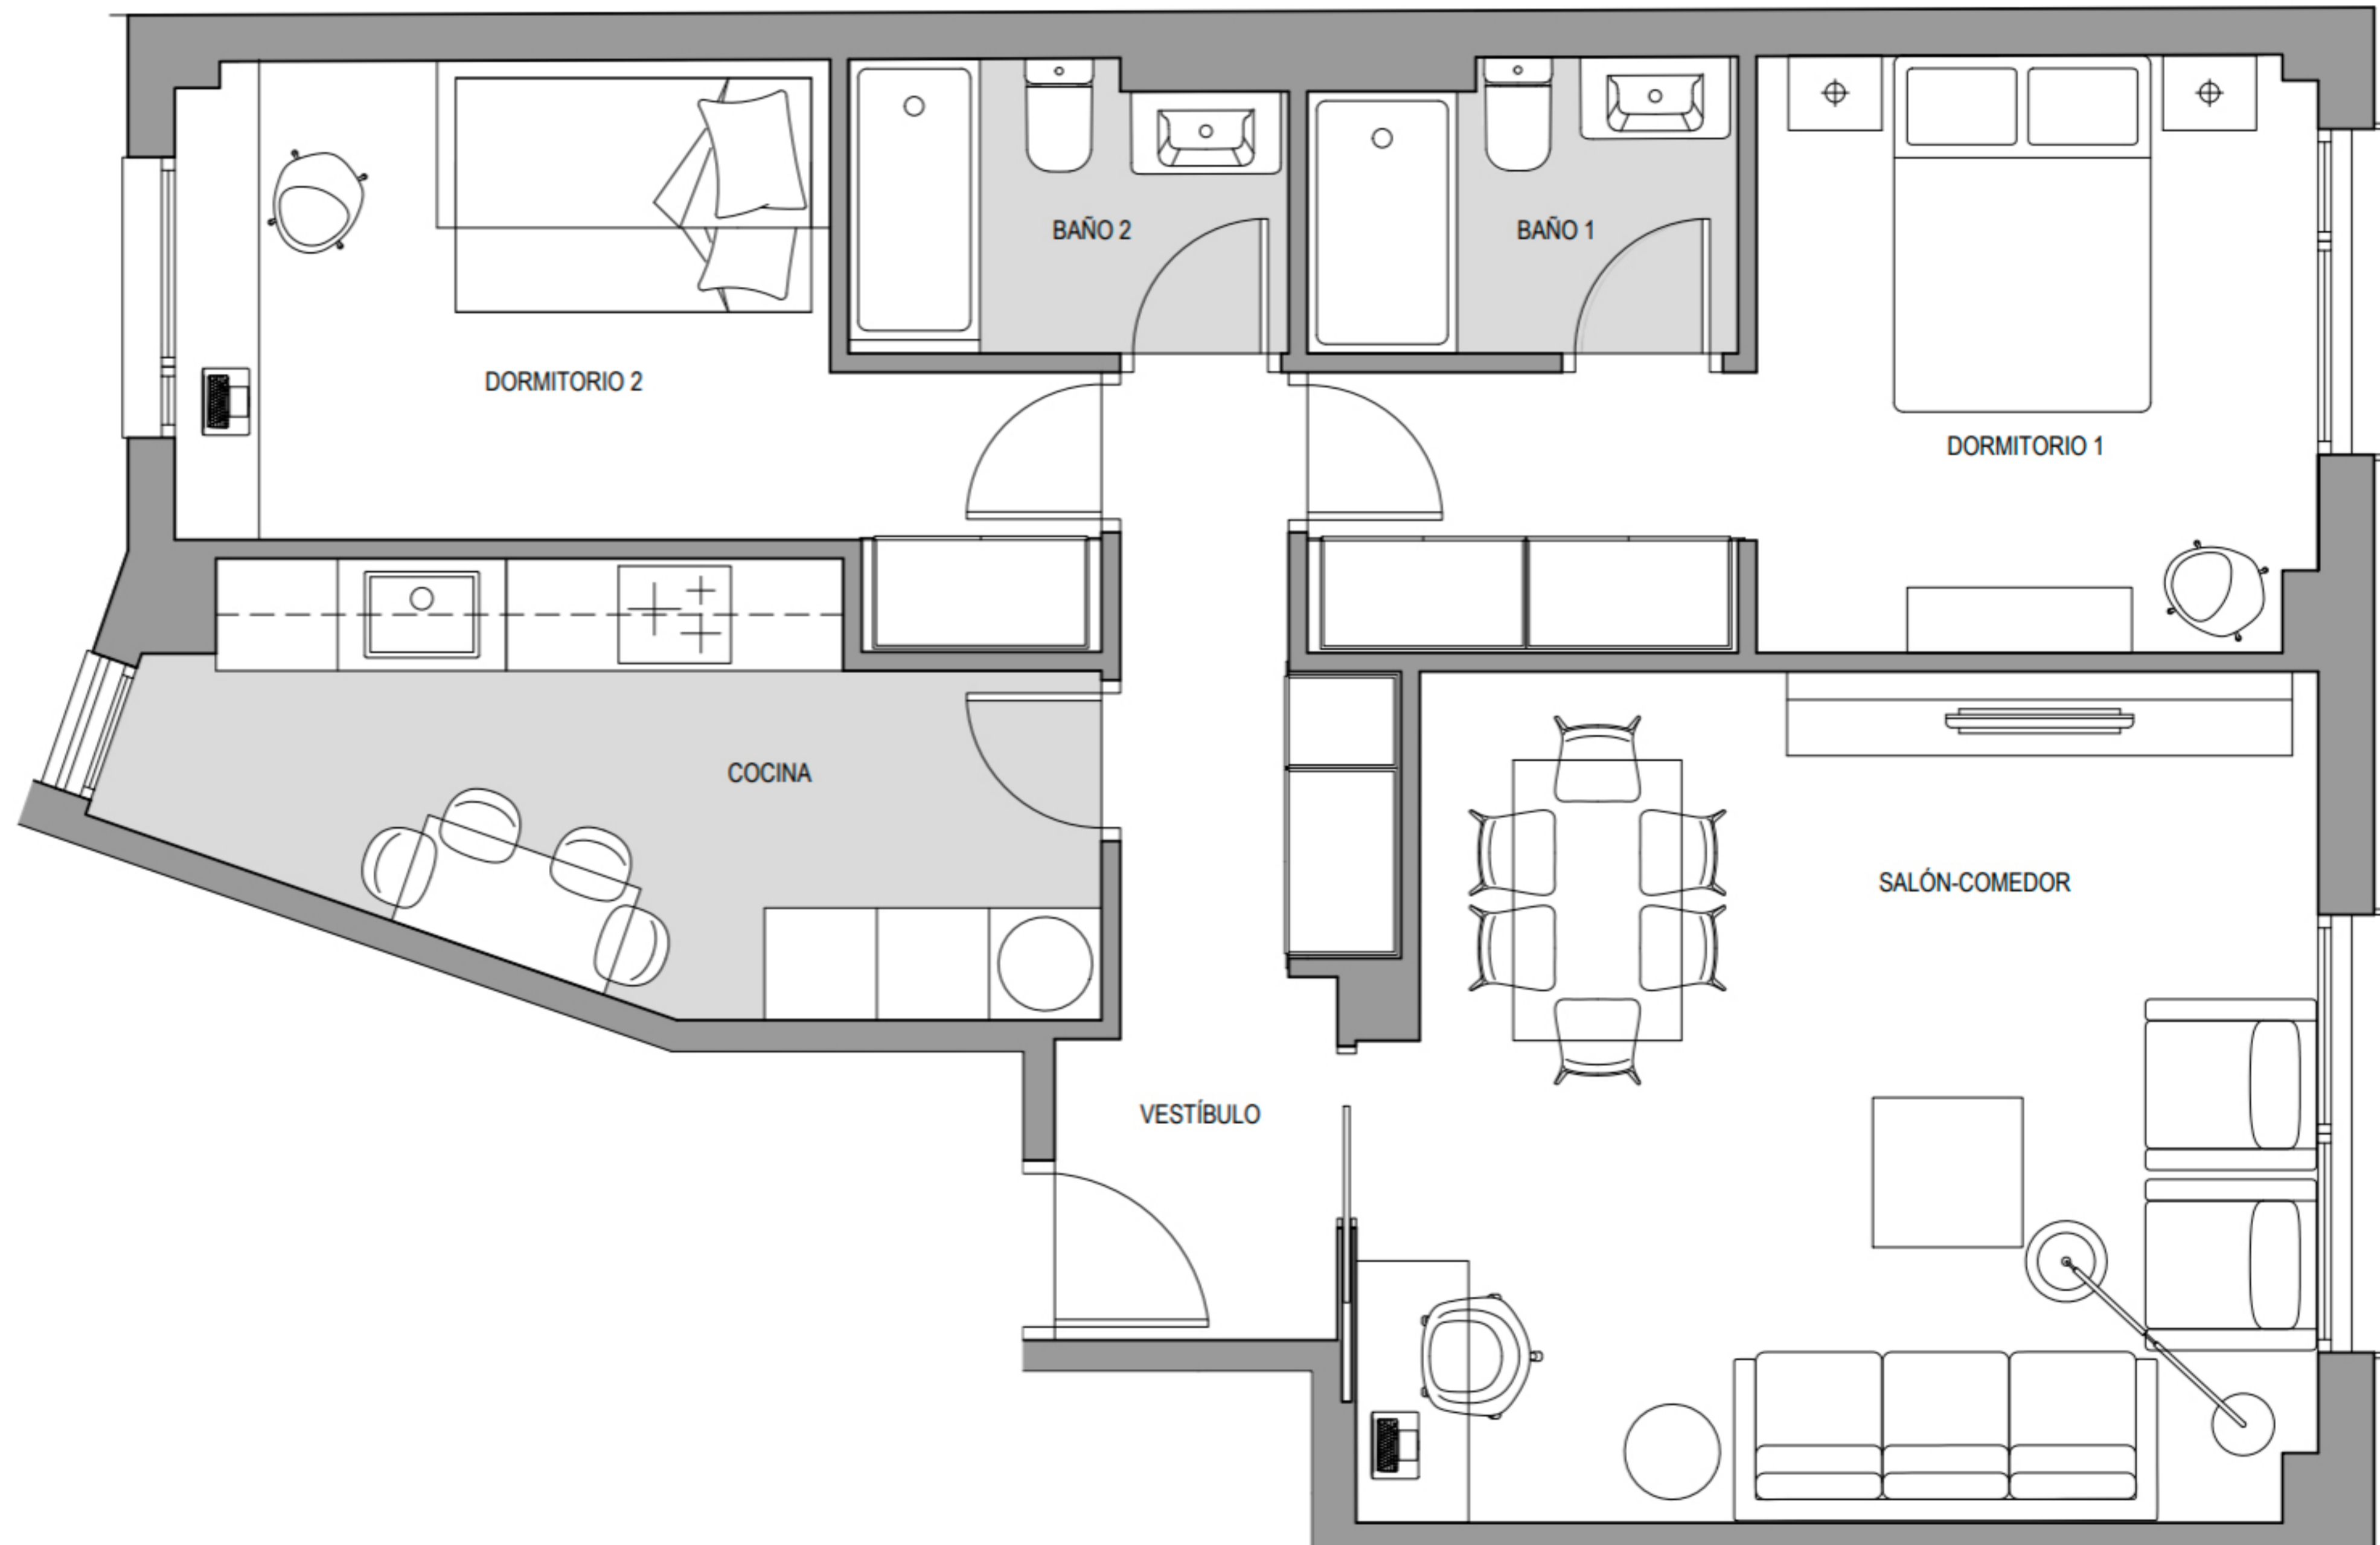 BAÑO 2
BAÑO 1
DORMITORIO 2
DORMITORIO 1
COCINA
SALÓN-COMEDOR
VESTÍBULO